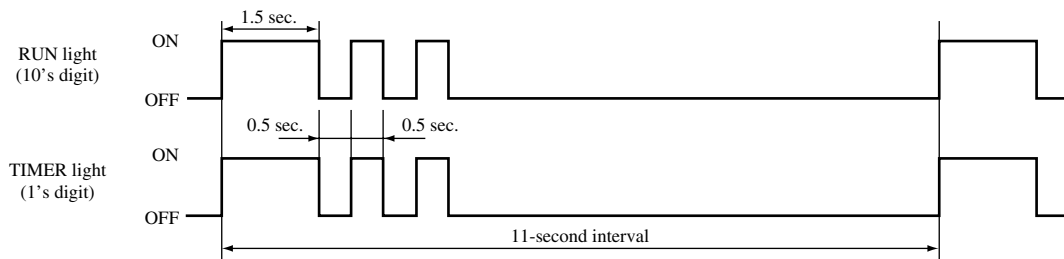 1.5 sec.
RUN light
(10's digit)
ON
OFF
0.5 sec.
0.5 sec.
TIMER light
(1's digit)
ON
OFF
11-second interval